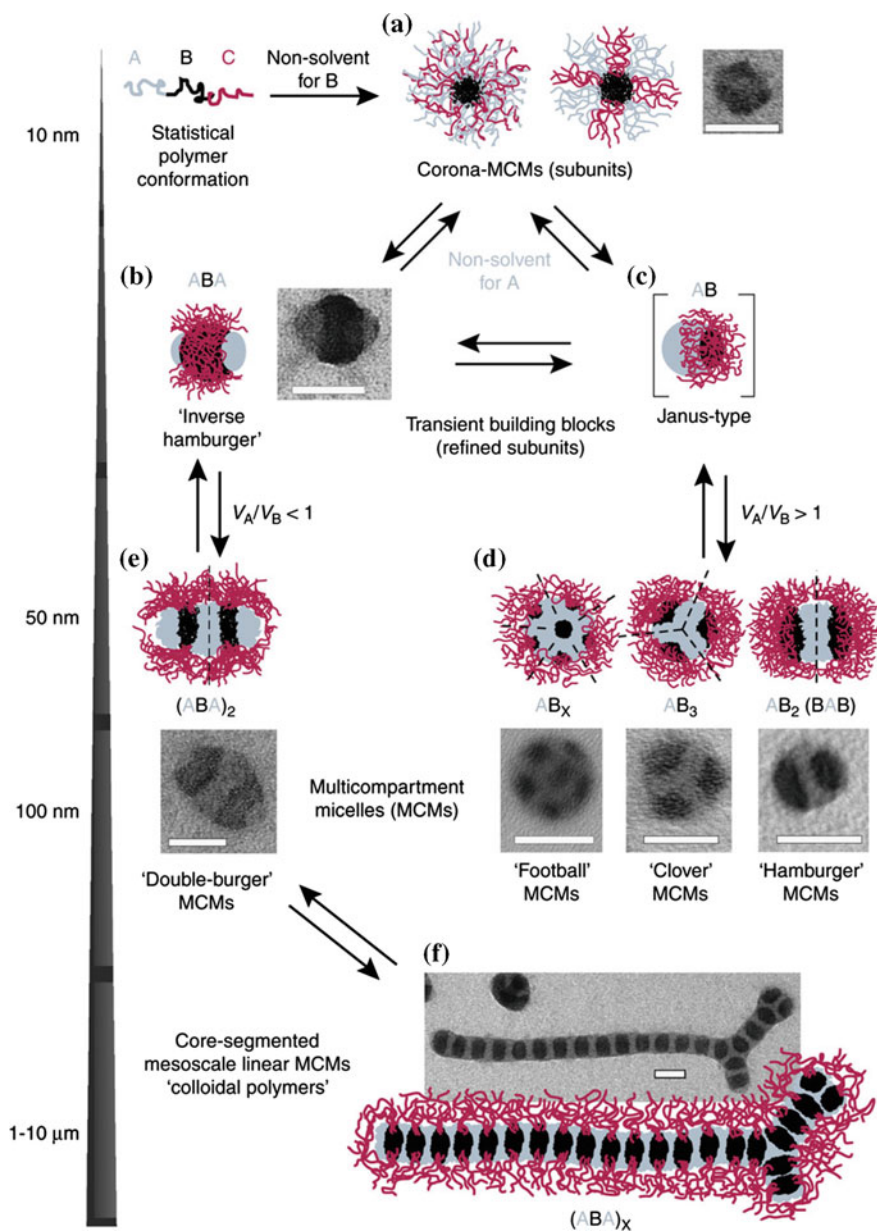 (a)
A B C
Non-solvent
for B
10 nm
Statistical
polymer
conformation
Corona-MCMs (subunits)
Non-solvent
for A
(b)
ABA
(c)
AB
'Inverse
hamburger'
Transient building blocks
(refined subunits)
Janus-type
V_A/V_B < 1
V_A/V_B > 1
(e)
(d)
50 nm
(ABA)₂
AB_X
AB₃
AB₂ (BAB)
100 nm
Multicompartment
micelles (MCMs)
'Double-burger'
MCMs
'Football'
MCMs
'Clover'
MCMs
'Hamburger'
MCMs
(f)
Core-segmented
mesoscale linear MCMs
'colloidal polymers'
1-10 μm
(ABA)_X